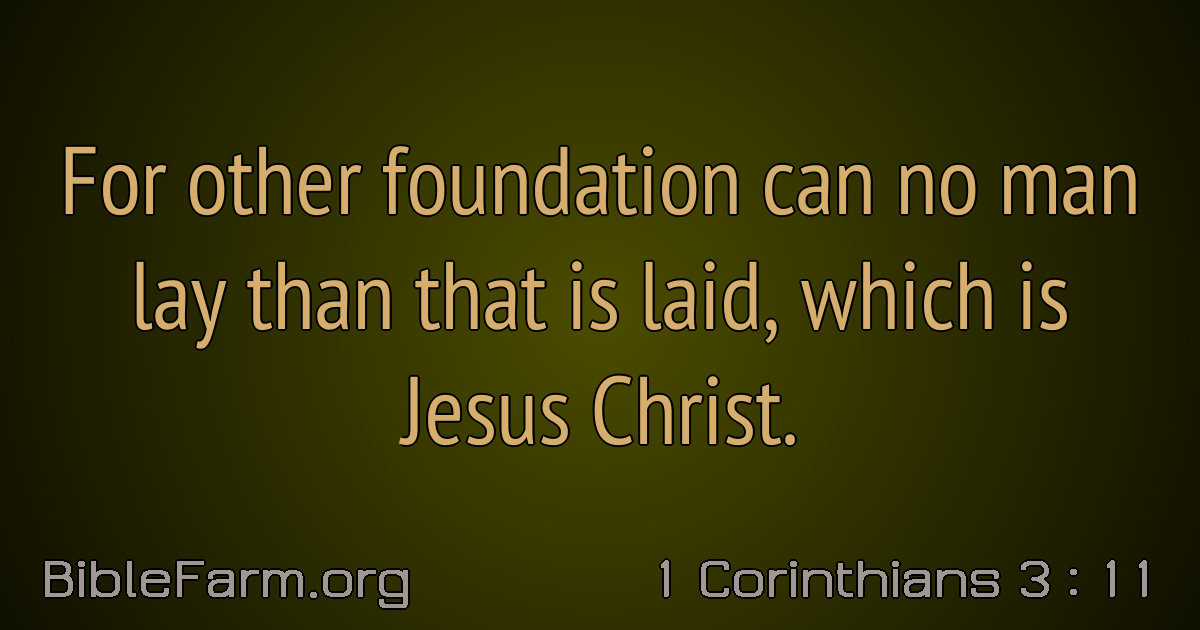 For other foundation can no man
lay than that is laid, which is
Jesus Christ.
BibleFarm.org
1 Corinthians 3 : 11